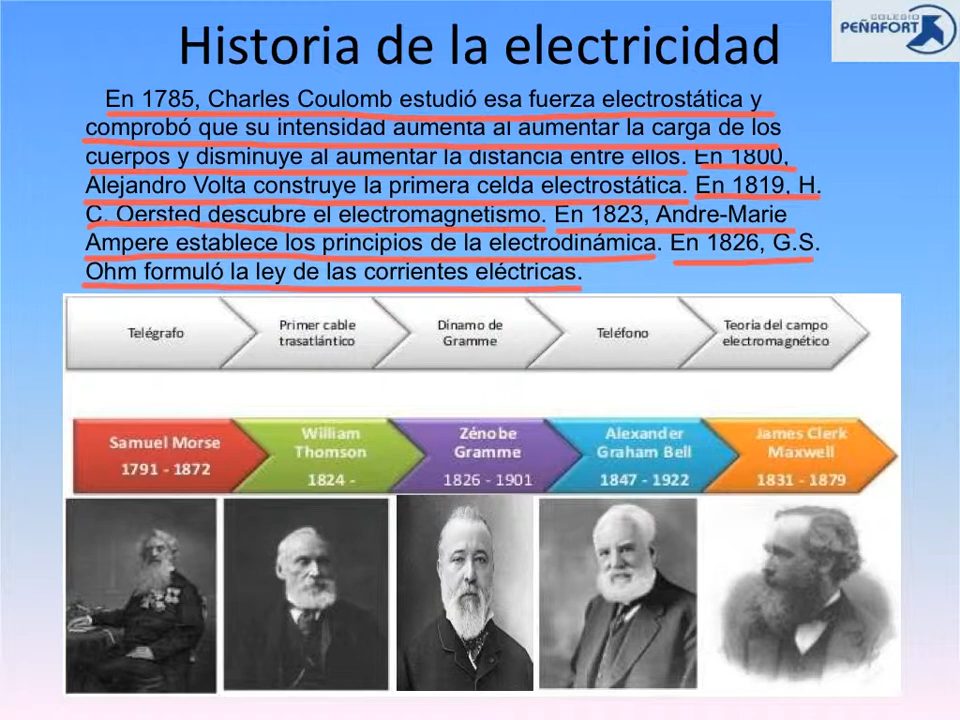 COLEGIO
PEÑAFORT
Historia de la electricidad
En 1785, Charles Coulomb estudió esa fuerza electrostática y
comprobó que su intensidad aumenta al aumentar la carga de los
cuerpos y disminuye al aumentar la distancia entre ellos. En 1800,
Alejandro Volta construye la primera celda electrostática. En 1819, H.
C. Oersted descubre el electromagnetismo. En 1823, Andre-Marie
Ampere establece los principios de la electrodinámica. En 1826, G.S.
Ohm formuló la ley de las corrientes eléctricas.
Telégrafo
Primer cable
trasatlántico
Dínamo de
Gramme
Teléfono
Teoria del campo
electromagnético
Samuel Morse
1791 - 1872
William
Thomson
1824 -
Zénobe
Gramme
1826 - 1901
Alexander
Graham Bell
1847 - 1922
James Clerk
Maxwell
1831 - 1879